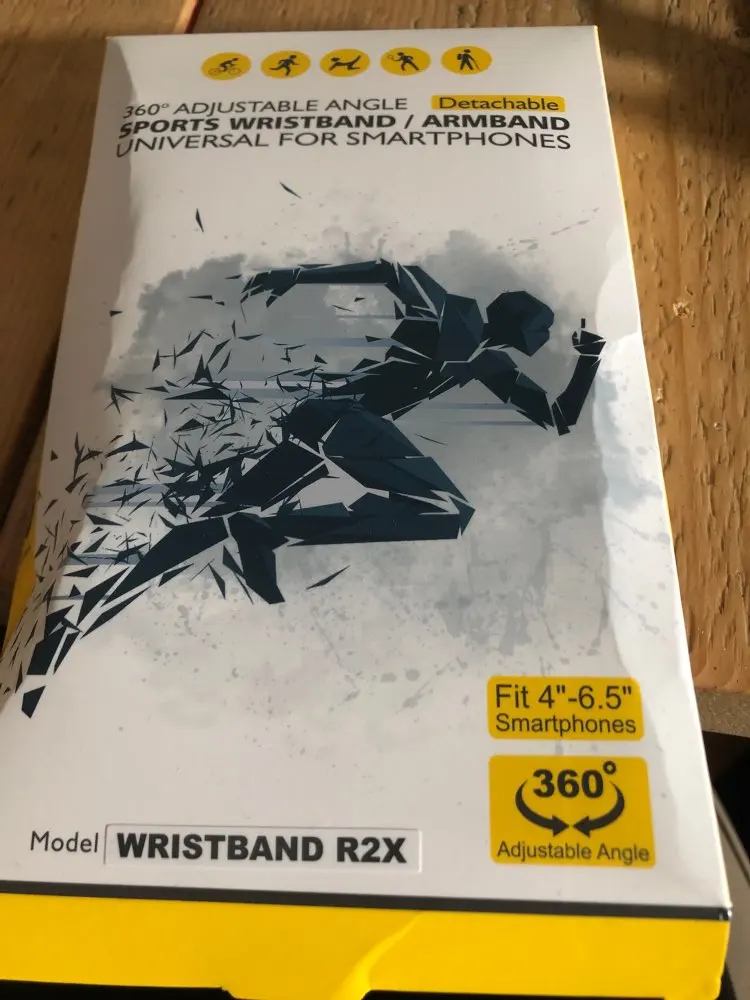 360° ADJUSTABLE ANGLE Detachable
SPORTS WRISTBAND / ARMBAND
UNIVERSAL FOR SMARTPHONES
Fit 4"-6.5"
Smartphones
360°
Adjustable Angle
Model WRISTBAND R2X